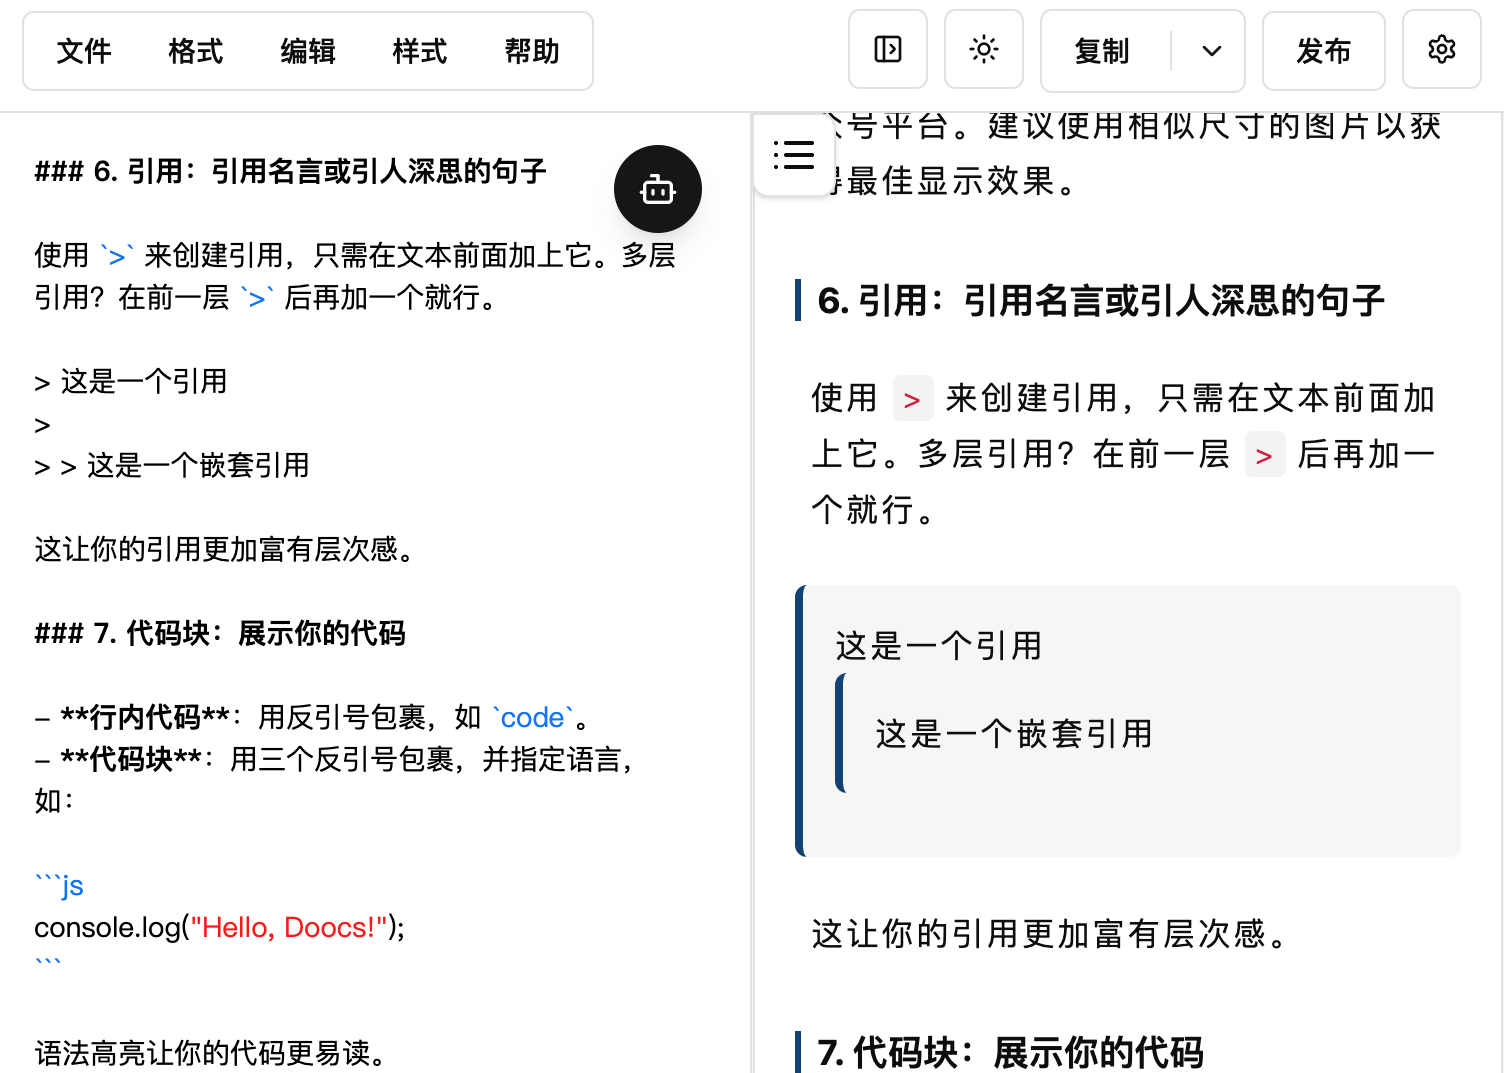 文件 格式 编辑 样式 帮助 复制 发布
### 6. 引用：引用名言或引人深思的句子
使用 `>` 来创建引用，只需在文本前面加上它。多层
引用？在前一层 `>` 后再加一个就行。
> 这是一个引用
>
> > 这是一个嵌套引用
这让你的引用更加富有层次感。
### 7. 代码块：展示你的代码
- **行内代码**：用反引号包裹，如 `code`。
- **代码块**：用三个反引号包裹，并指定语言，
如：
```js
console.log("Hello, Doocs!");
```
语法高亮让你的代码更易读。
号平台。建议使用相似尺寸的图片以获
最佳显示效果。
6. 引用：引用名言或引人深思的句子
使用 > 来创建引用，只需在文本前面加
上它。多层引用？在前一层 > 后再加一
个就行。
这是一个引用
这是一个嵌套引用
这让你的引用更加富有层次感。
7. 代码块：展示你的代码